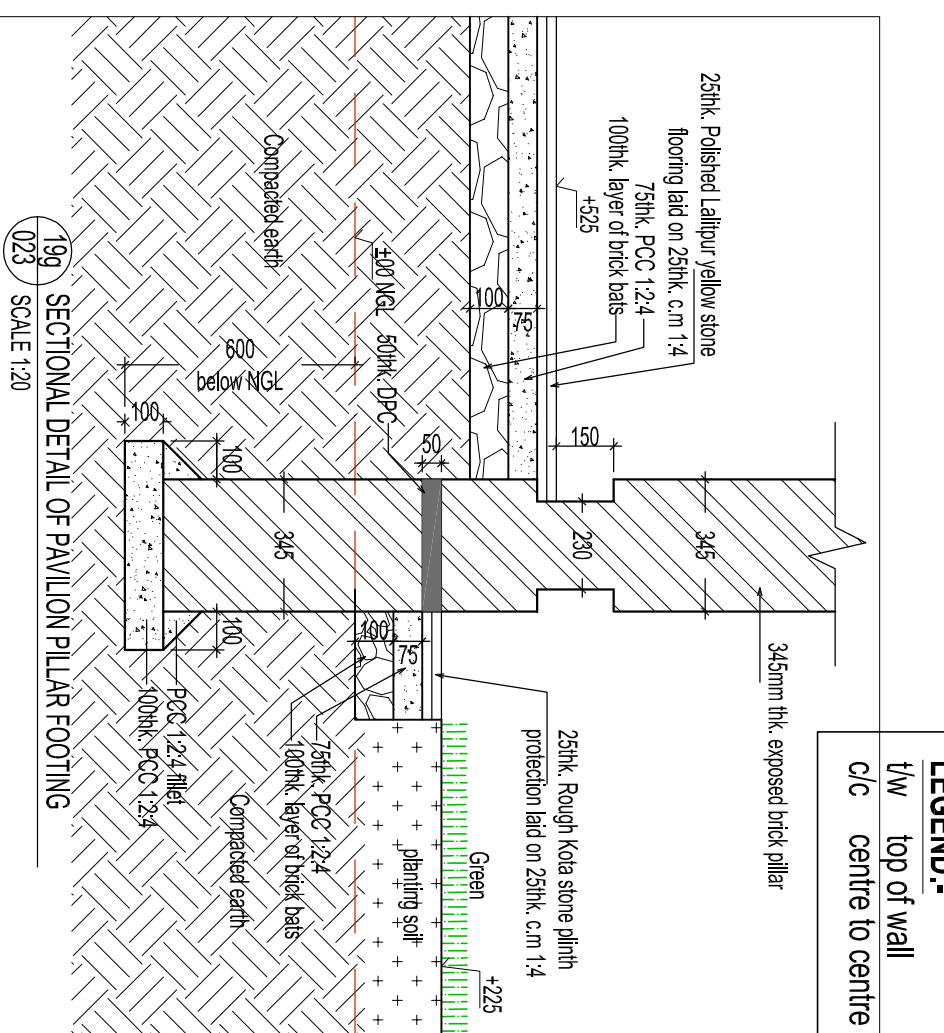 LEGEND:-
t/w top of wall
c/c centre to centre
345mm thk. exposed brick pillar
25thk. Polished Lalitpur yellow stone
flooring laid on 25thk. c.m 1:4
75thk. PCC 1:2:4
100thk. layer of brick bats
+525
150
345
230
100
75
25thk. Rough Kota stone plinth
protection laid on 25thk. c.m 1:4
Green
+225
±00 NGL
50thk. DPC
50
100
75
planting soil
Compacted earth
600
below NGL
345
75thk. PCC 1:2:4
100thk. layer of brick bats
Compacted earth
100
100
100
PCC 1:2:4 fillet
100thk. PCC 1:2:4
19g
023
SECTIONAL DETAIL OF PAVILION PILLAR FOOTING
SCALE 1:20